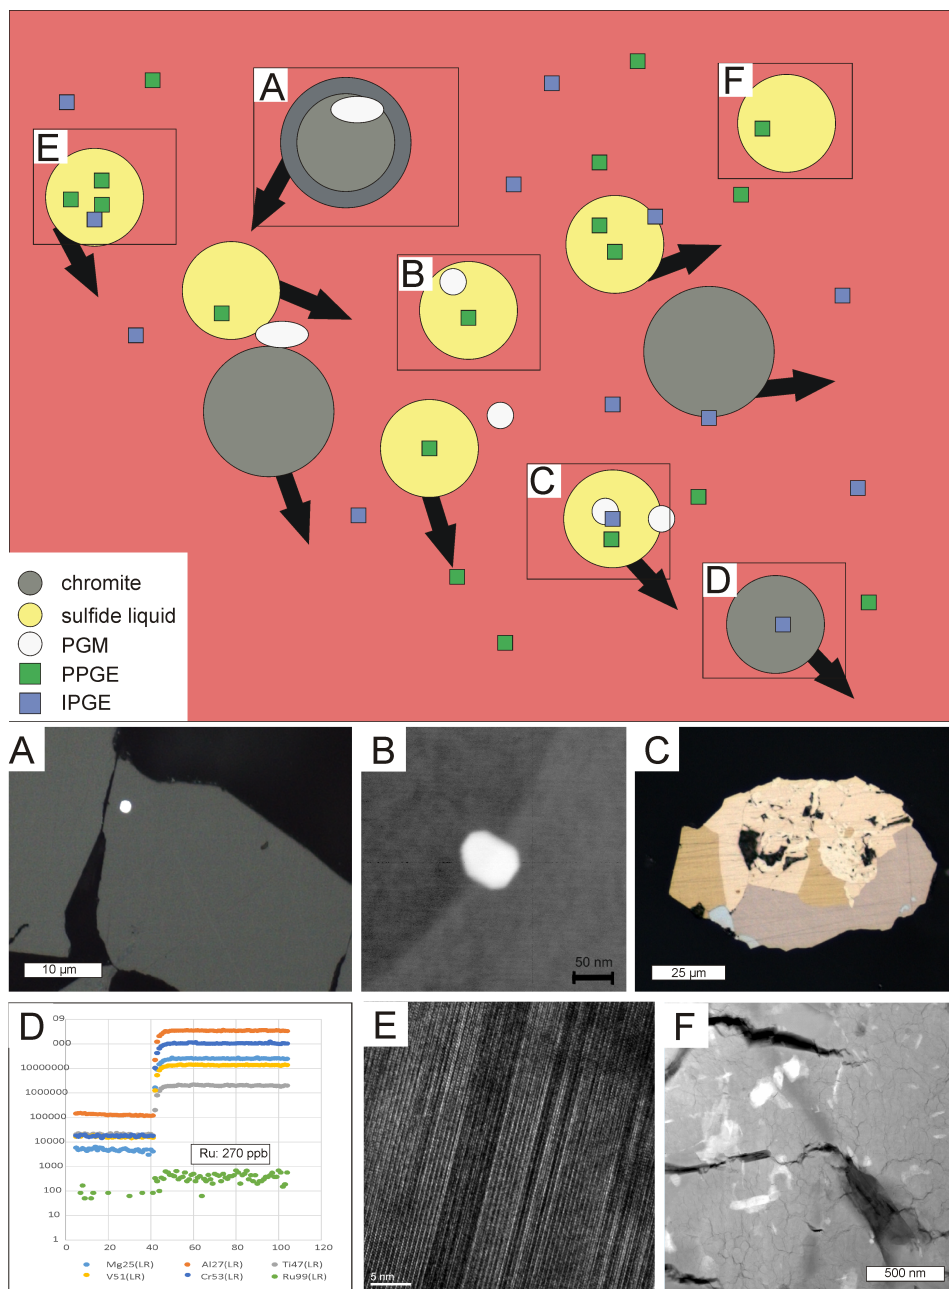 A
F
E
B
C
D
chromite
sulfide liquid
PGM
PPGE
IPGE
A
10 µm
B
50 nm
C
25 µm
D
09
000
10000000
1000000
100000
10000
1000
100
10
1
Ru: 270 ppb
0 20 40 60 80 100 120
Mg25(LR) Al27(LR) Ti47(LR)
V51(LR) Cr53(LR) Ru99(LR)
E
5 nm
F
500 nm